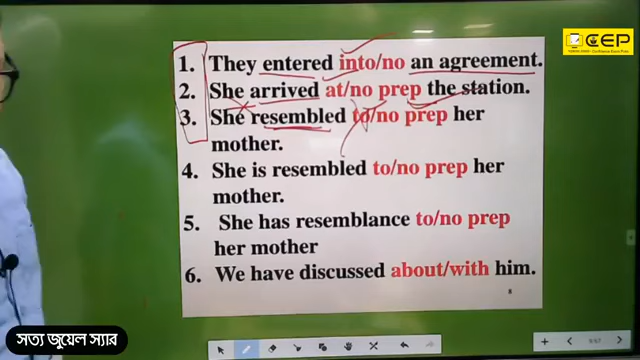 CEP
1. They entered into/no an agreement.
2. She arrived at/no prep the station.
3. She resembled to/no prep her
mother.
4. She is resembled to/no prep her
mother.
5. She has resemblance to/no prep
her mother
6. We have discussed about/with him.
সত্য জুয়েল স্যার